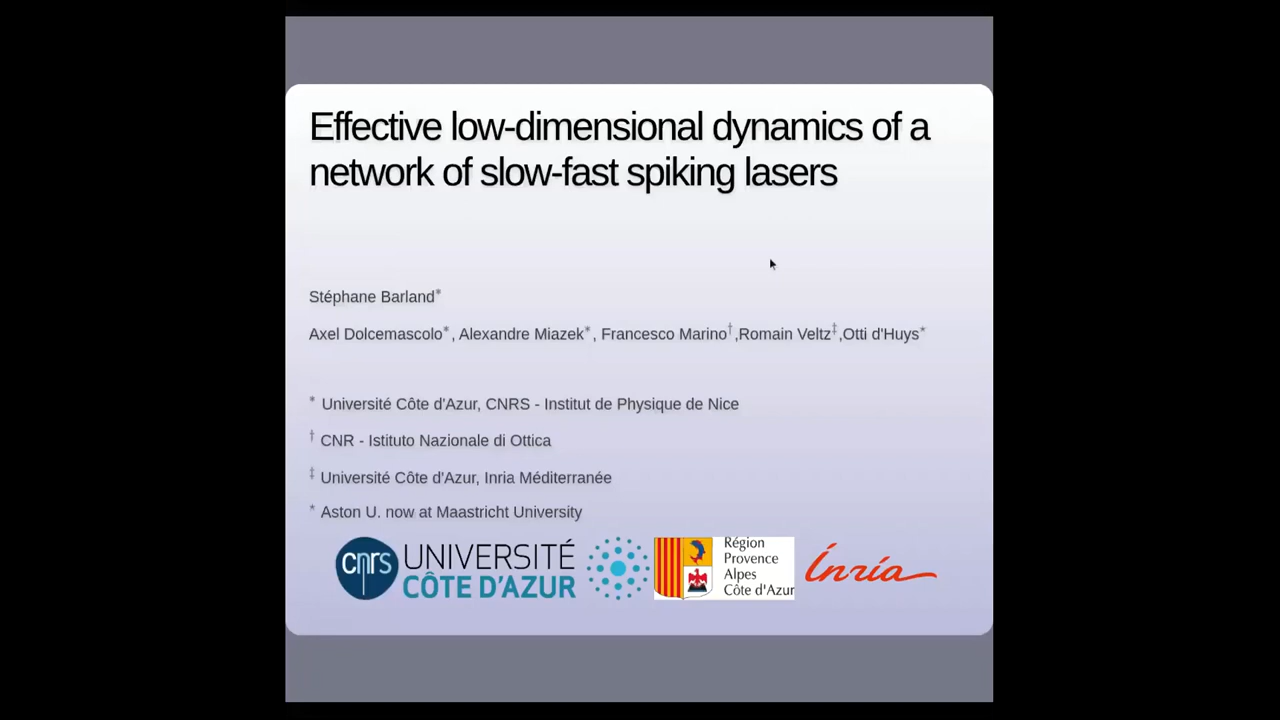 Effective low-dimensional dynamics of a
network of slow-fast spiking lasers
Stéphane Barland*
Axel Dolcemascolo*, Alexandre Miazek*, Francesco Marino†,Romain Veltz‡,Otti d'Huys*
* Université Côte d'Azur, CNRS - Institut de Physique de Nice
† CNR - Istituto Nazionale di Ottica
‡ Université Côte d'Azur, Inria Méditerranée
* Aston U. now at Maastricht University
cnrs
UNIVERSITÉ
CÔTE D'AZUR
Région
Provence
Alpes
Côte d'Azur
Inria